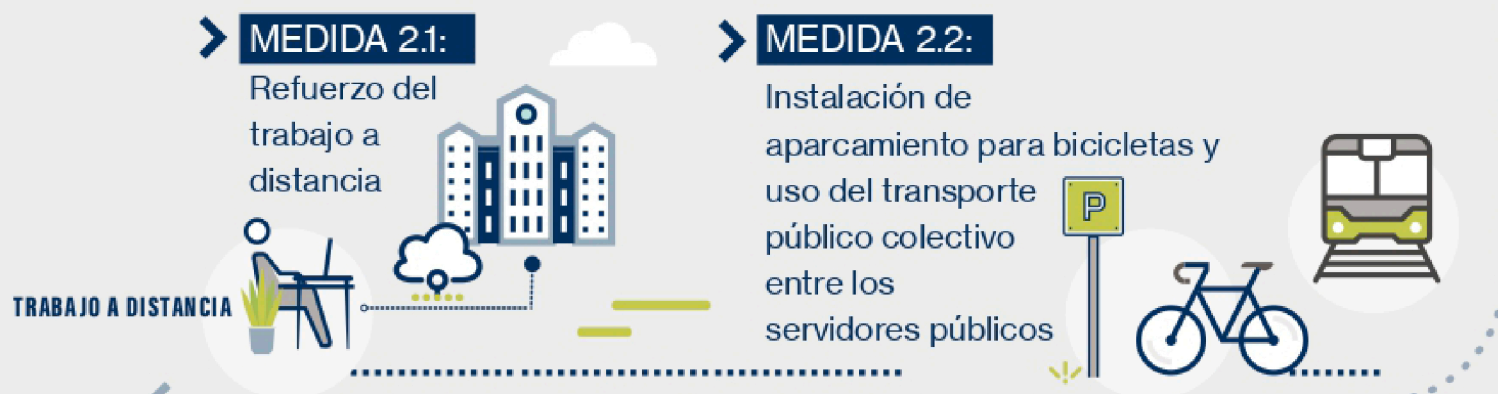 MEDIDA 2.1:
Refuerzo del
trabajo a
distancia
TRABAJO A DISTANCIA
MEDIDA 2.2:
Instalación de
aparcamiento para bicicletas y
uso del transporte
público colectivo
entre los
servidores públicos
P